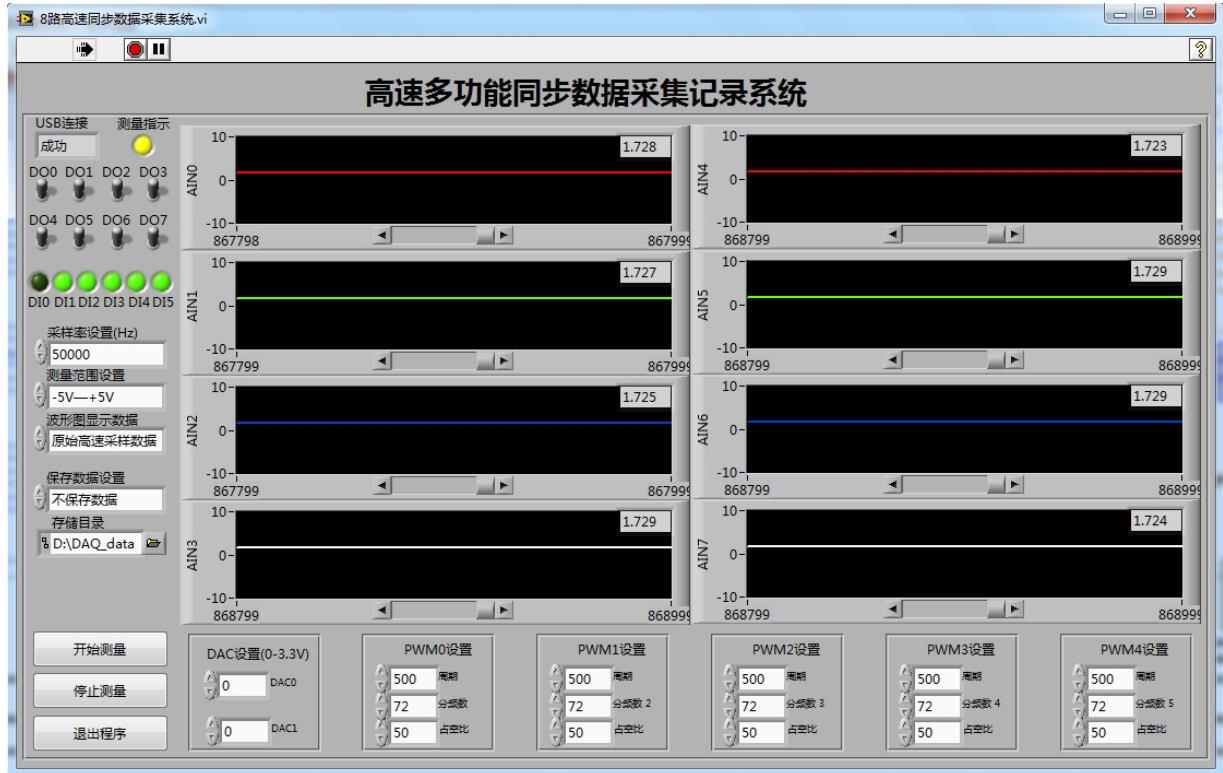 8路高速同步数据采集系统.vi
高速多功能同步数据采集记录系统
USB连接 测量指示
成功
DO0 DO1 DO2 DO3
DO4 DO5 DO6 DO7
DI0 DI1 DI2 DI3 DI4 DI5
采样率设置(Hz)
50000
测量范围设置
-5V—+5V
波形图显示数据
原始高速采样数据
保存数据设置
不保存数据
存储目录
D:\DAQ_data
开始测量
停止测量
退出程序
AIN0
10
0
-10
1.728
867798 867999
AIN4
10
0
-10
1.723
868799 868999
AIN1
10
0
-10
1.727
867799 867999
AIN5
10
0
-10
1.729
868799 868999
AIN2
10
0
-10
1.725
867799 867999
AIN6
10
0
-10
1.729
868799 868999
AIN3
10
0
-10
1.729
868799 868999
AIN7
10
0
-10
1.724
868799 868999
DAC设置(0-3.3V)
0 DAC0
0 DAC1
PWM0设置
500 周期
72 分频数
50 占空比
PWM1设置
500 周期
72 分频数 2
50 占空比
PWM2设置
500 周期
72 分频数 3
50 占空比
PWM3设置
500 周期
72 分频数 4
50 占空比
PWM4设置
500 周期
72 分频数 5
50 占空比